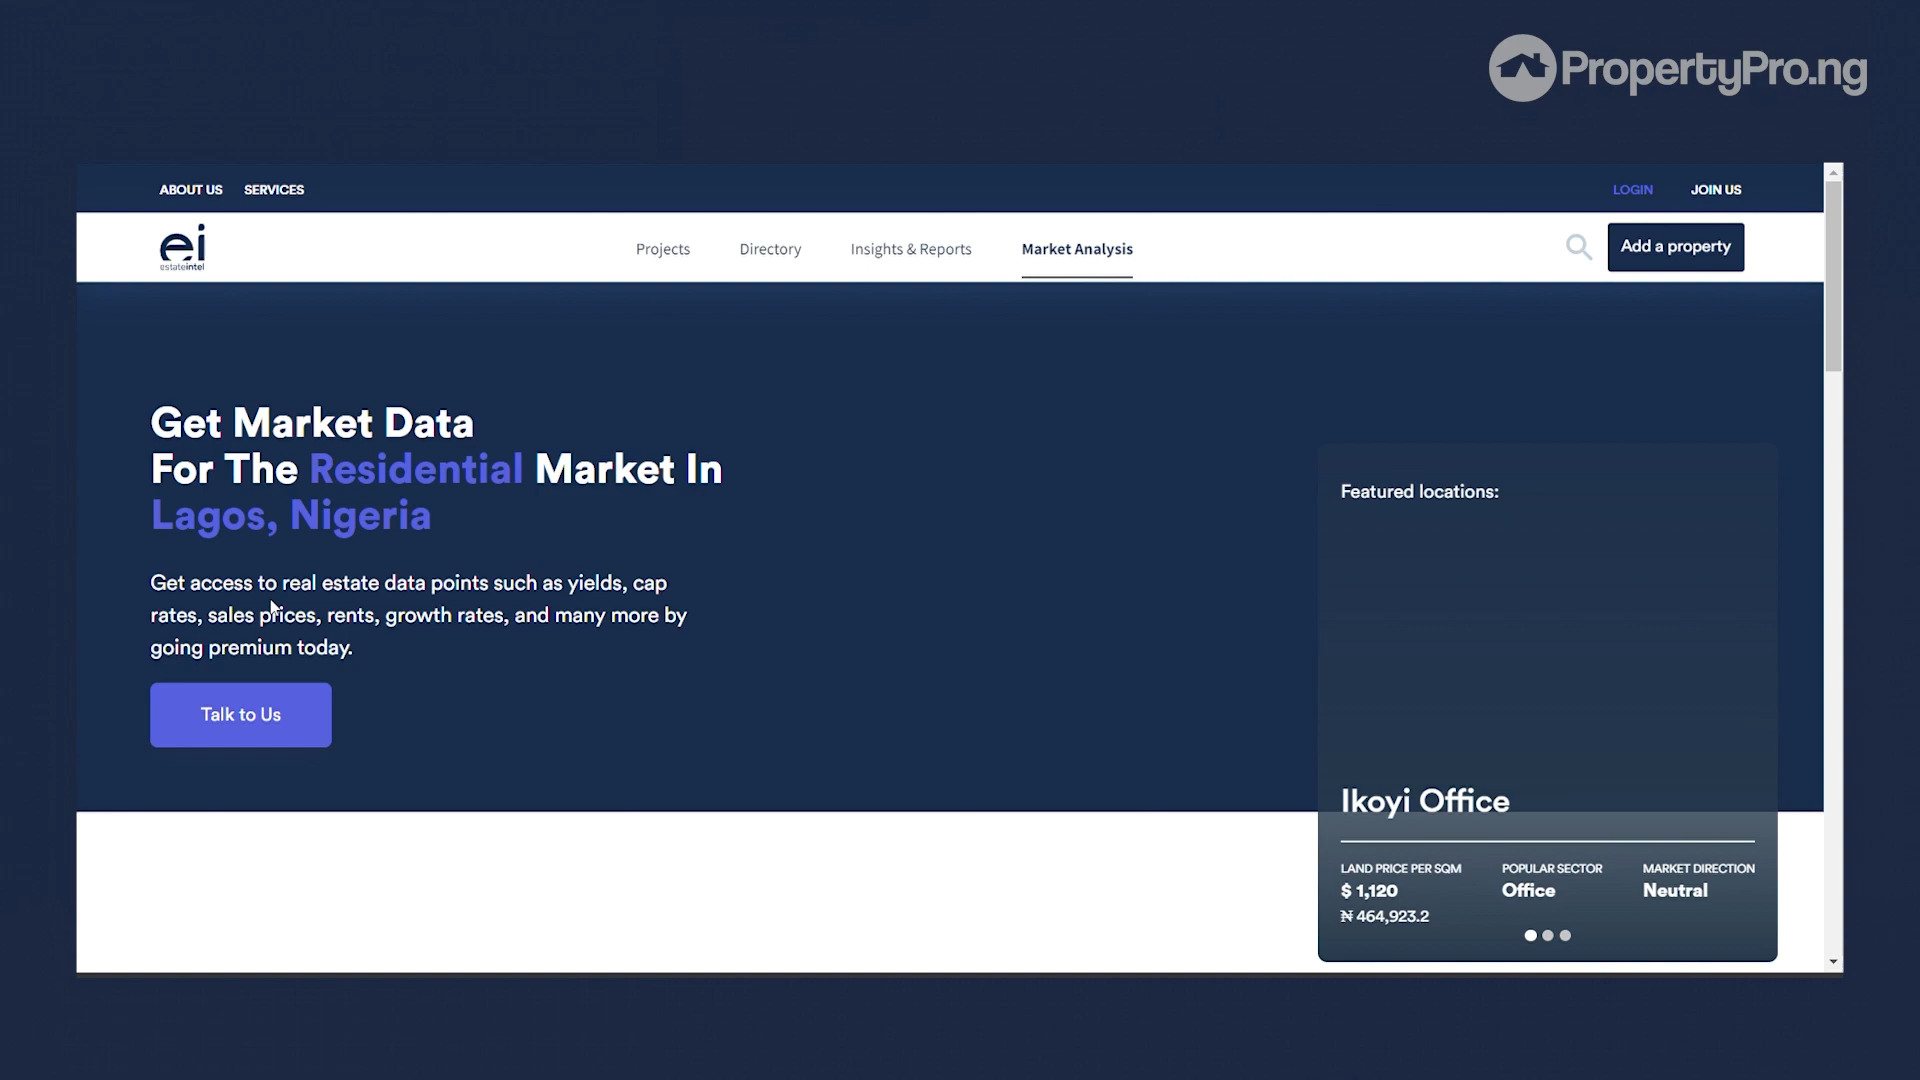 PropertyPro.ng
ABOUT US SERVICES
LOGIN JOIN US
ei
estateintel
Projects Directory Insights & Reports Market Analysis
Add a property
Get Market Data
For The Residential Market In
Lagos, Nigeria
Get access to real estate data points such as yields, cap
rates, sales prices, rents, growth rates, and many more by
going premium today.
Talk to Us
Featured locations:
Ikoyi Office
LAND PRICE PER SQM POPULAR SECTOR MARKET DIRECTION
$ 1,120 Office Neutral
₦ 464,923.2